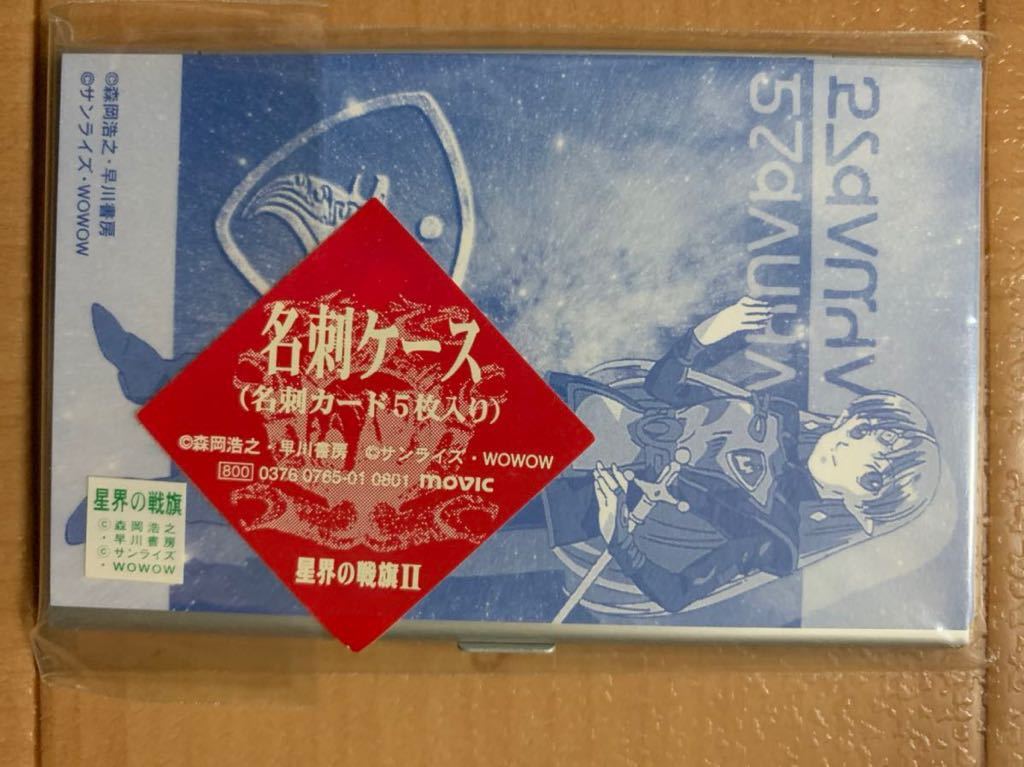 ©森岡浩之・早川書房
©サンライズ・WOWOW
名刺ケース
(名刺カード5枚入り)
©森岡浩之・早川書房 ©サンライズ・WOWOW
800 0376 0765-01 0801 movic
星界の戦旗II
星界の戦旗
©森岡浩之
・早川書房
©サンライズ
・WOWOW